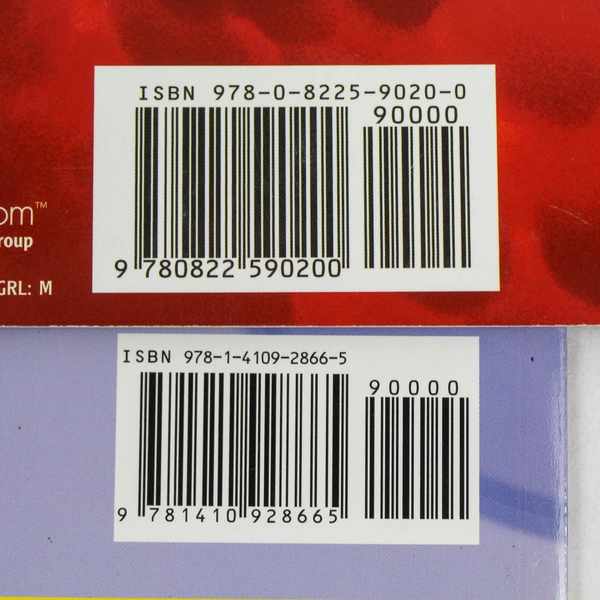 ISBN 978-0-8225-9020-0
90000
om™
roup
GRL: M
9 780822 590200
ISBN 978-1-4109-2866-5
90000
9 781410 928665